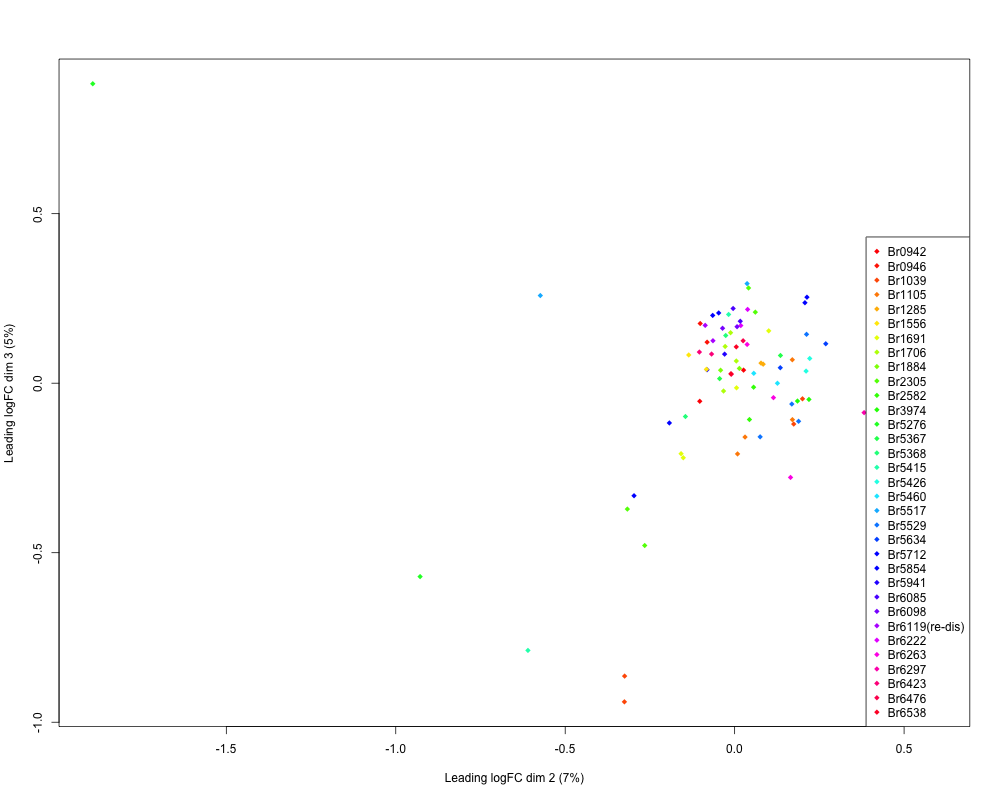 0.5
0.0
-0.5
-1.0
Leading logFC dim 3 (5%)
Br0942
Br0946
Br1039
Br1105
Br1285
Br1556
Br1691
Br1706
Br1884
Br2305
Br2582
Br3974
Br5276
Br5367
Br5368
Br5415
Br5426
Br5460
Br5517
Br5529
Br5634
Br5712
Br5854
Br5941
Br6085
Br6098
Br6119(re-dis)
Br6222
Br6263
Br6297
Br6423
Br6476
Br6538
-1.5 -1.0 -0.5 0.0 0.5
Leading logFC dim 2 (7%)